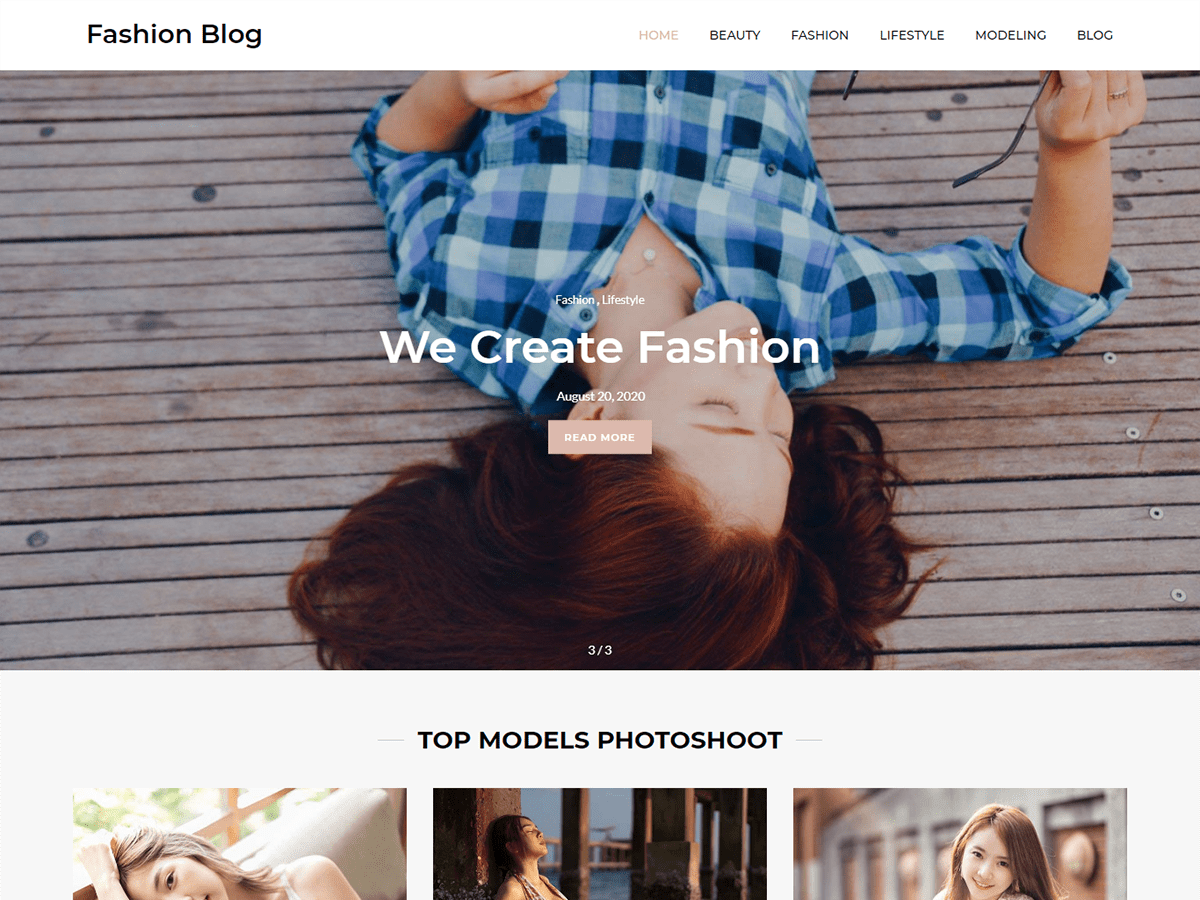 Fashion Blog
HOME BEAUTY FASHION LIFESTYLE MODELING BLOG
Fashion , Lifestyle
We Create Fashion
August 20, 2020
READ MORE
3 / 3
TOP MODELS PHOTOSHOOT